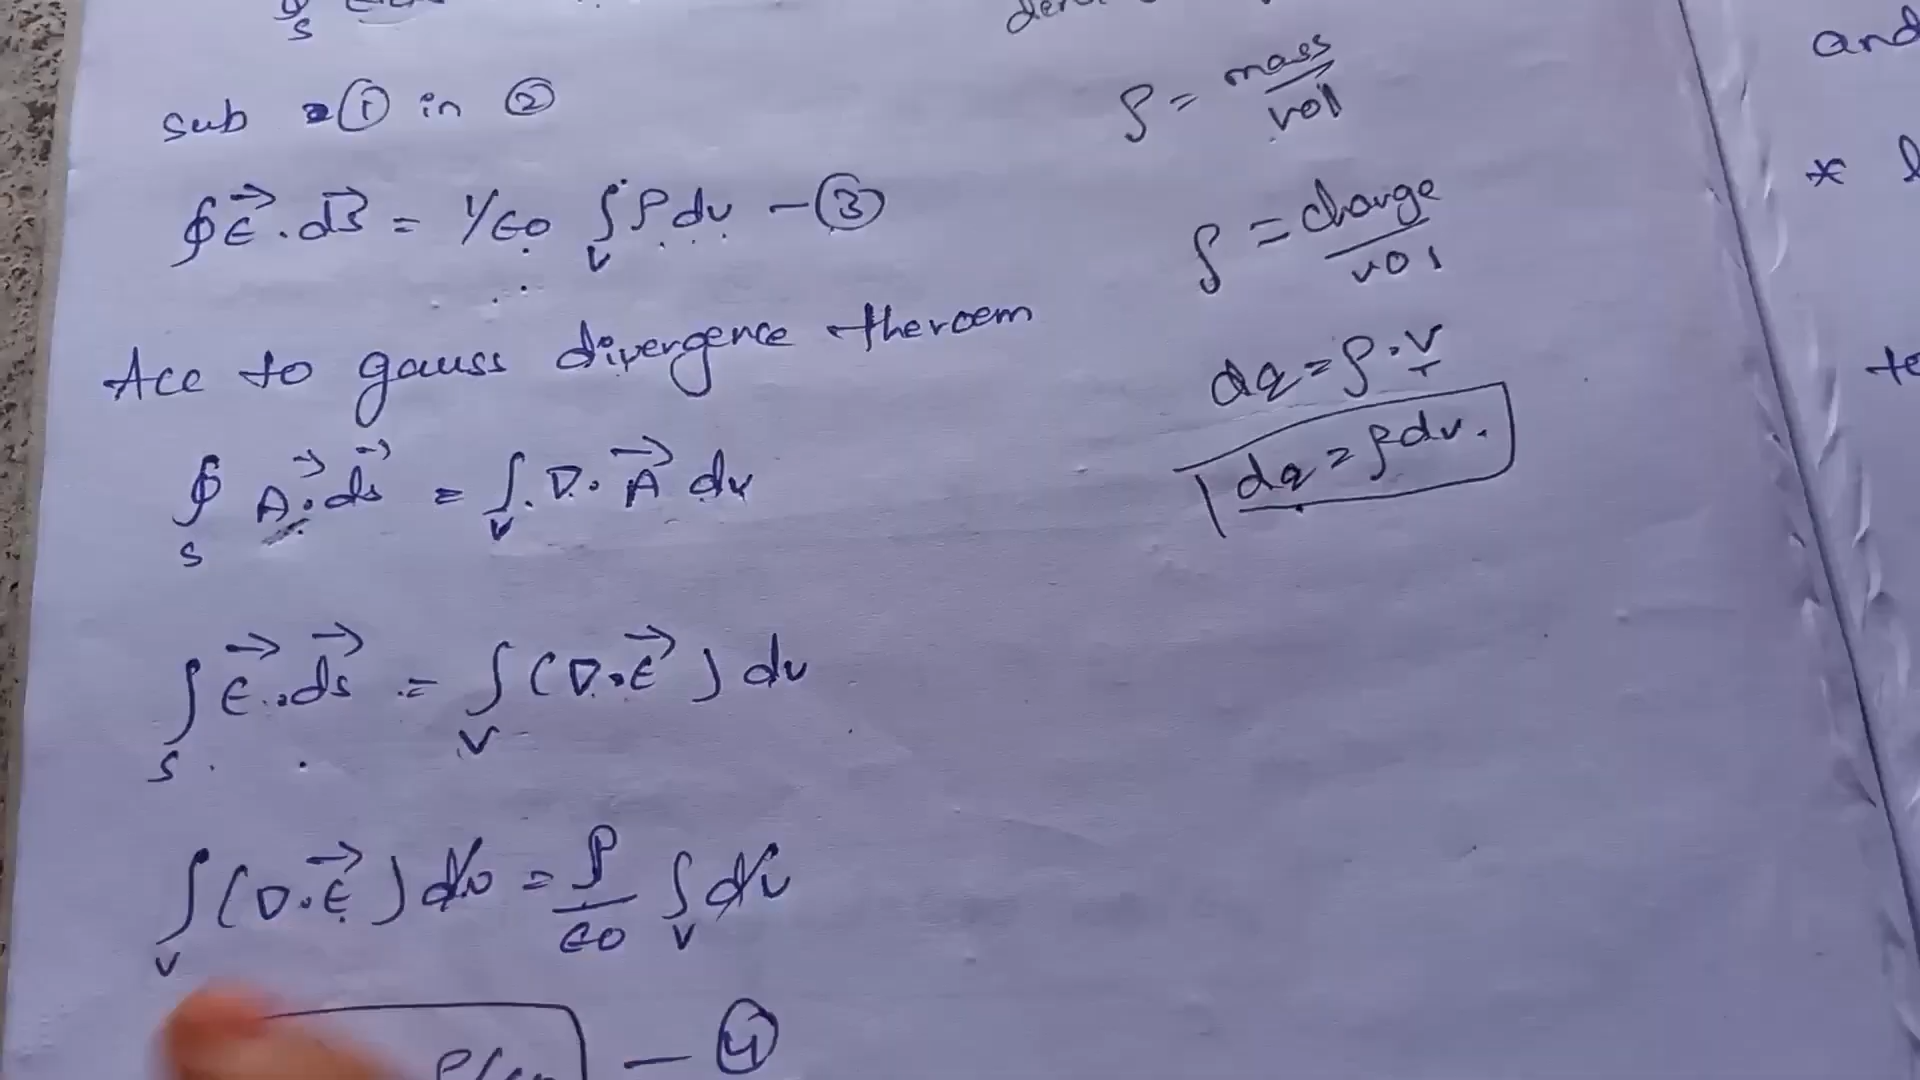 S
sub ① in ②
∮E⃗.dS⃗ = 1/ϵ0 ∫ᵥ ρ dv - ③
Acc to gauss divergence theroem
∮ₛ A⃗.ds⃗ = ∫ᵥ ∇. A⃗ dv
∫ₛ E⃗.ds⃗ = ∫ᵥ (∇.E⃗) dv
∫ᵥ (∇.E⃗) dv = ρ/ϵ0 ∫ᵥ dv
— ④
ρ = mass/vol
ρ = charge/vol
dq = ρ.v
dq = ρdv.
and
*